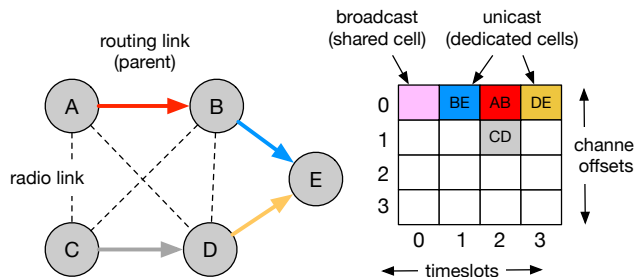 routing link
(parent)
A
B
radio link
E
C
D
broadcast
(shared cell)
unicast
(dedicated cells)
0
BE
AB
DE
1
CD
2
3
channel
offsets
0
1
2
3
timeslots